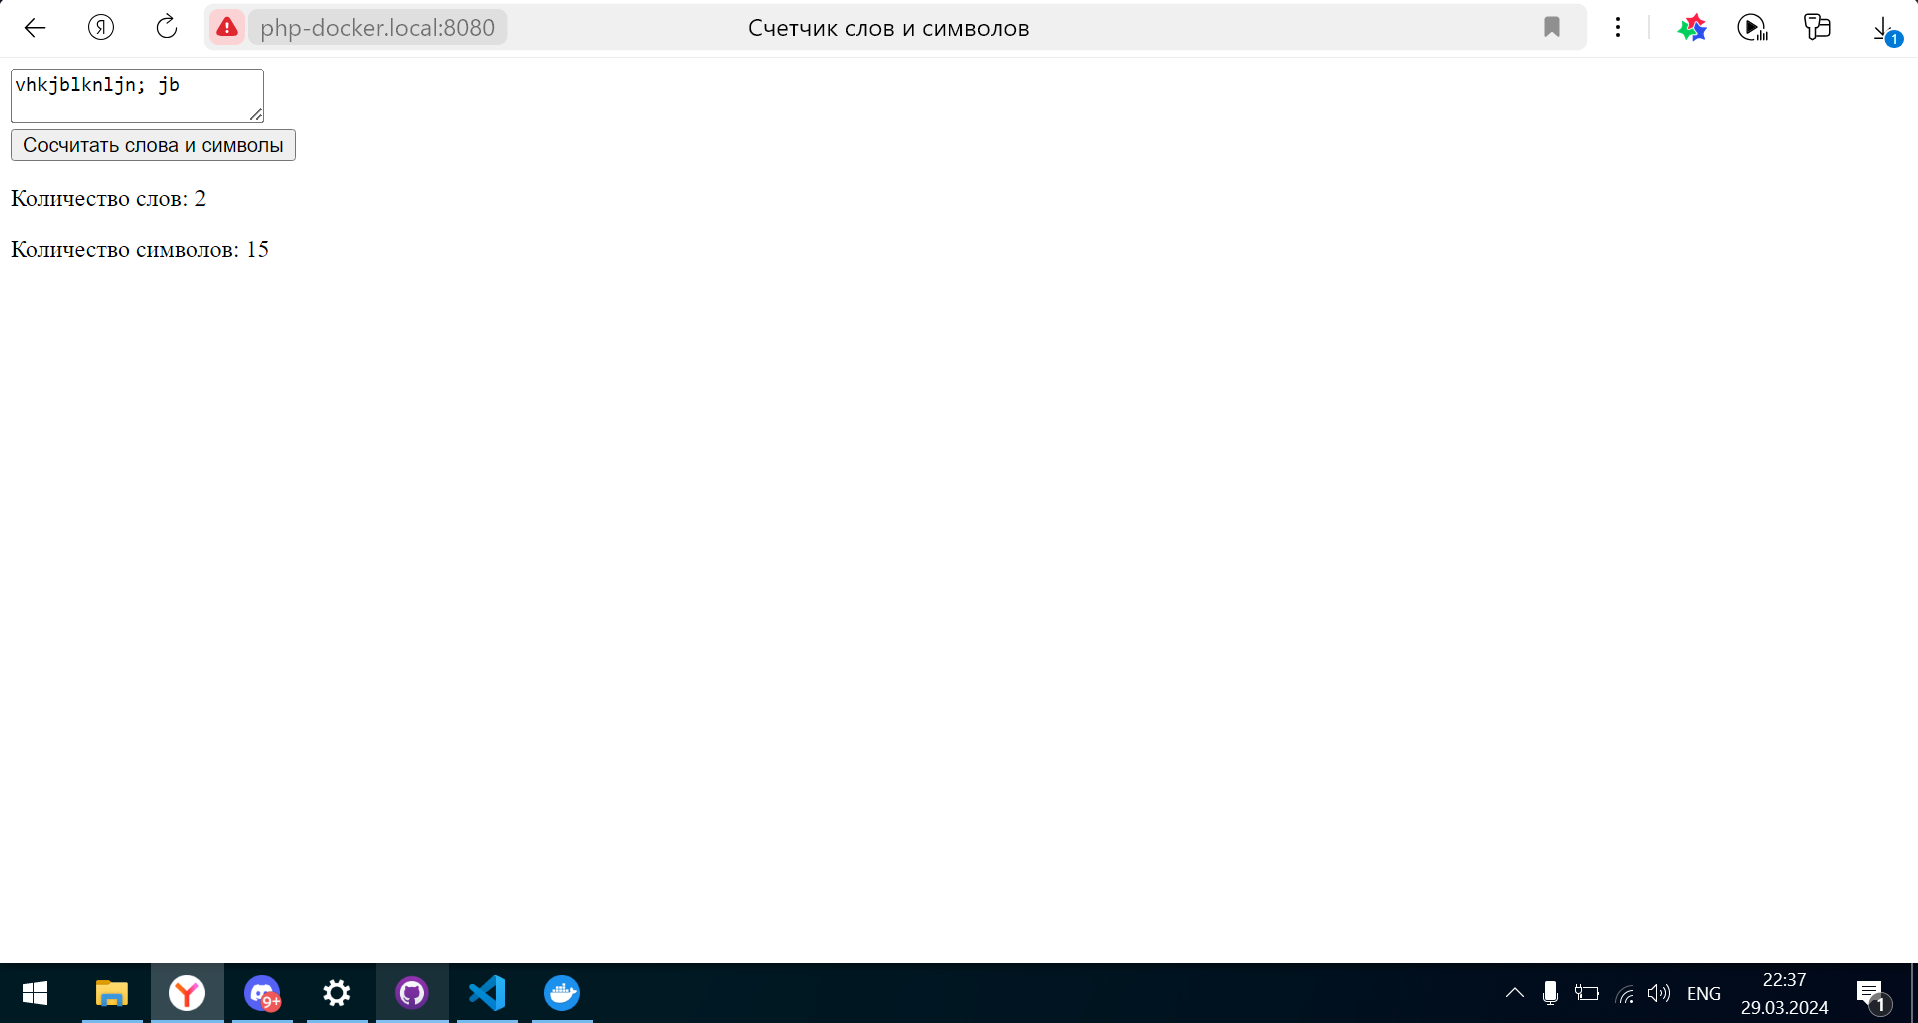 Я
php-docker.local:8080
Счетчик слов и символов
1
vhkjblknljn; jb
Сосчитать слова и символы
Количество слов: 2
Количество символов: 15
9+
ENG
22:37
29.03.2024
1